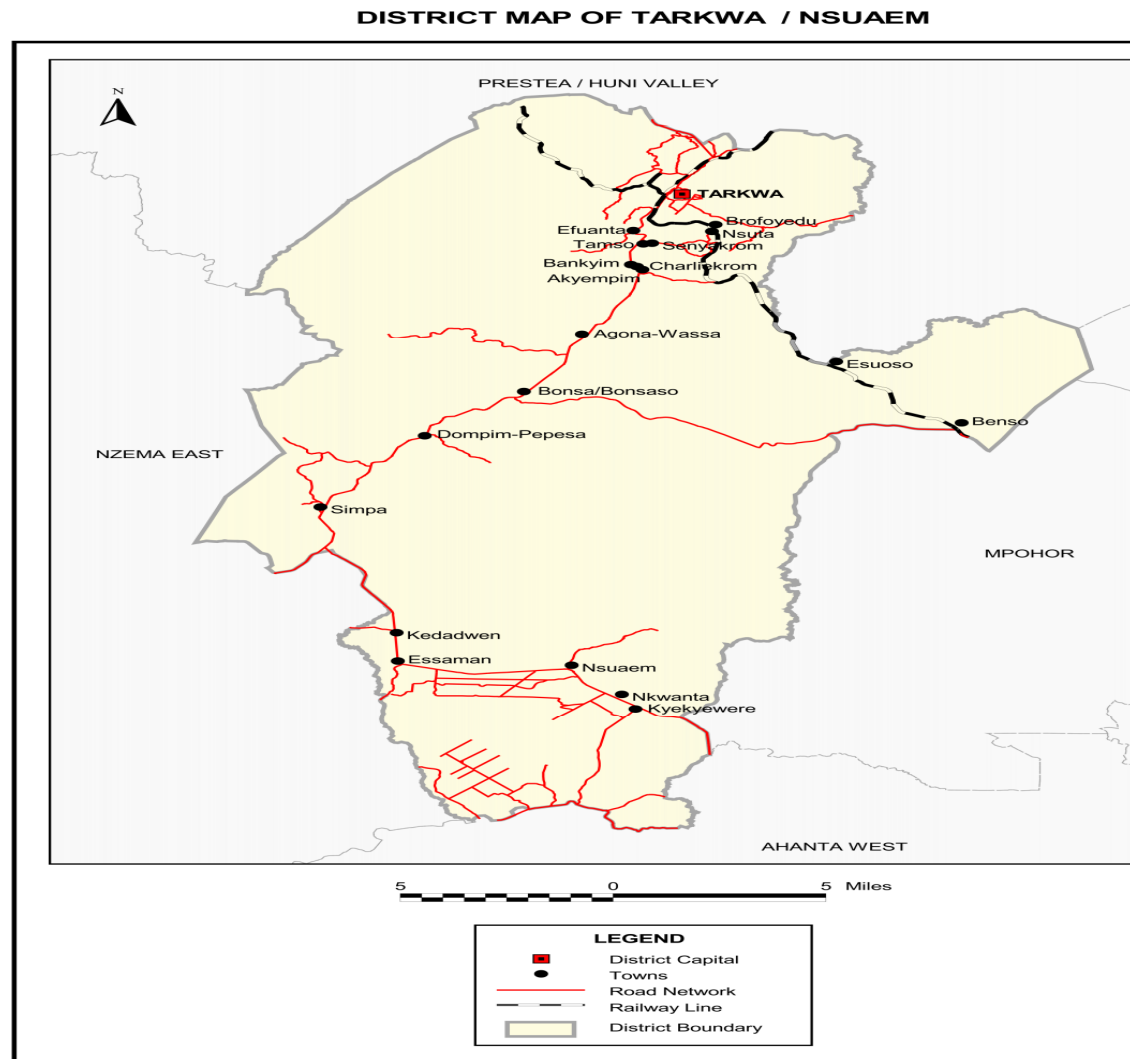 DISTRICT MAP OF TARKWA / NSUAEM
PRESTEA / HUNI VALLEY
N
TARKWA
Brofoyedu
Efuanta
Nsuta
Tamso
Senyakrom
Bankyim
Charliekrom
Akyempim
Agona-Wassa
Esuoso
Bonsa/Bonsaso
Benso
Dompim-Pepesa
NZEMA EAST
Simpa
MPOHOR
Kedadwen
Essaman
Nsuaem
Nkwanta
Kyekyewere
AHANTA WEST
5 0 5 Miles
LEGEND
District Capital
Towns
Road Network
Railway Line
District Boundary